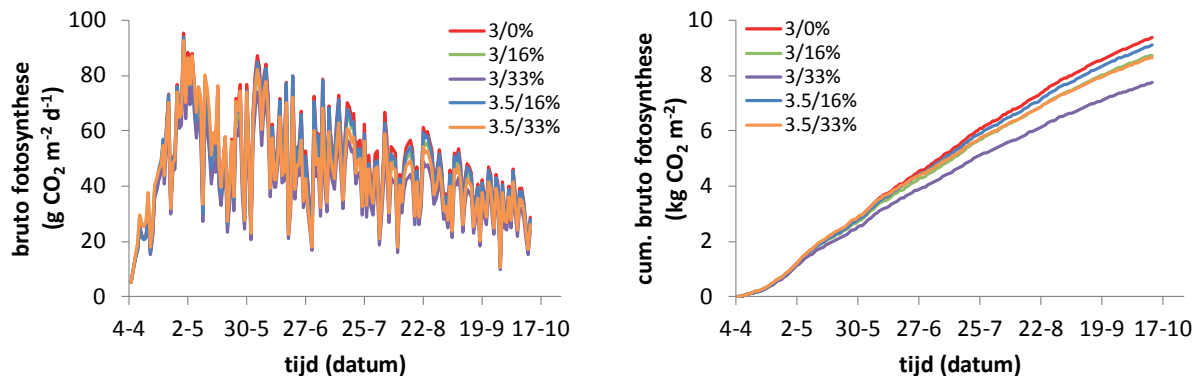 bruto fotosynthese
(g CO₂ m⁻² d⁻¹)
100
80
60
40
20
0
3/0%
3/16%
3/33%
3.5/16%
3.5/33%
4-4 2-5 30-5 27-6 25-7 22-8 19-9 17-10
tijd (datum)
cum. bruto fotosynthese
(kg CO₂ m⁻²)
10
8
6
4
2
0
3/0%
3/16%
3/33%
3.5/16%
3.5/33%
4-4 2-5 30-5 27-6 25-7 22-8 19-9 17-10
tijd (datum)